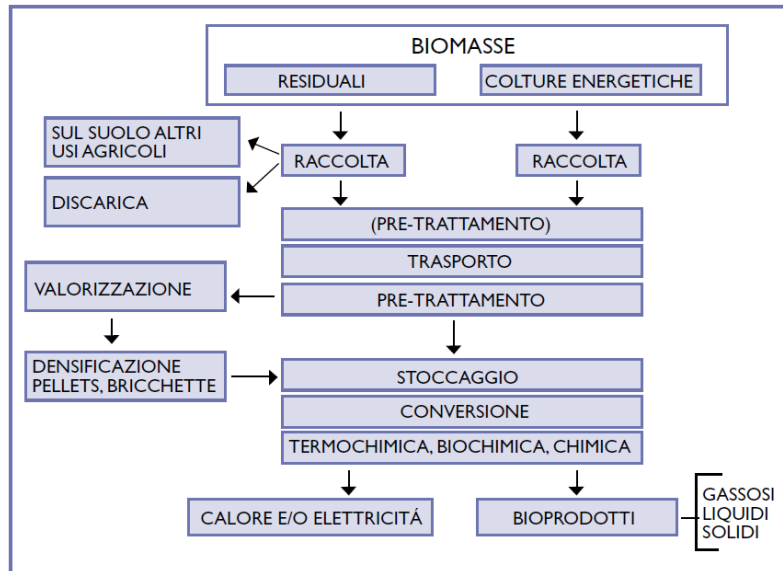 BIOMASSE
RESIDUALI
COLTURE ENERGETICHE
SUL SUOLO ALTRI
USI AGRICOLI
RACCOLTA
RACCOLTA
DISCARICA
(PRE-TRATTAMENTO)
TRASPORTO
VALORIZZAZIONE
PRE-TRATTAMENTO
DENSIFICAZIONE
PELLETS, BRICCHETTE
STOCCAGGIO
CONVERSIONE
TERMOCHIMICA, BIOCHIMICA, CHIMICA
CALORE E/O ELETTRICITÁ
BIOPRODOTTI
GASSOSI
LIQUIDI
SOLIDI